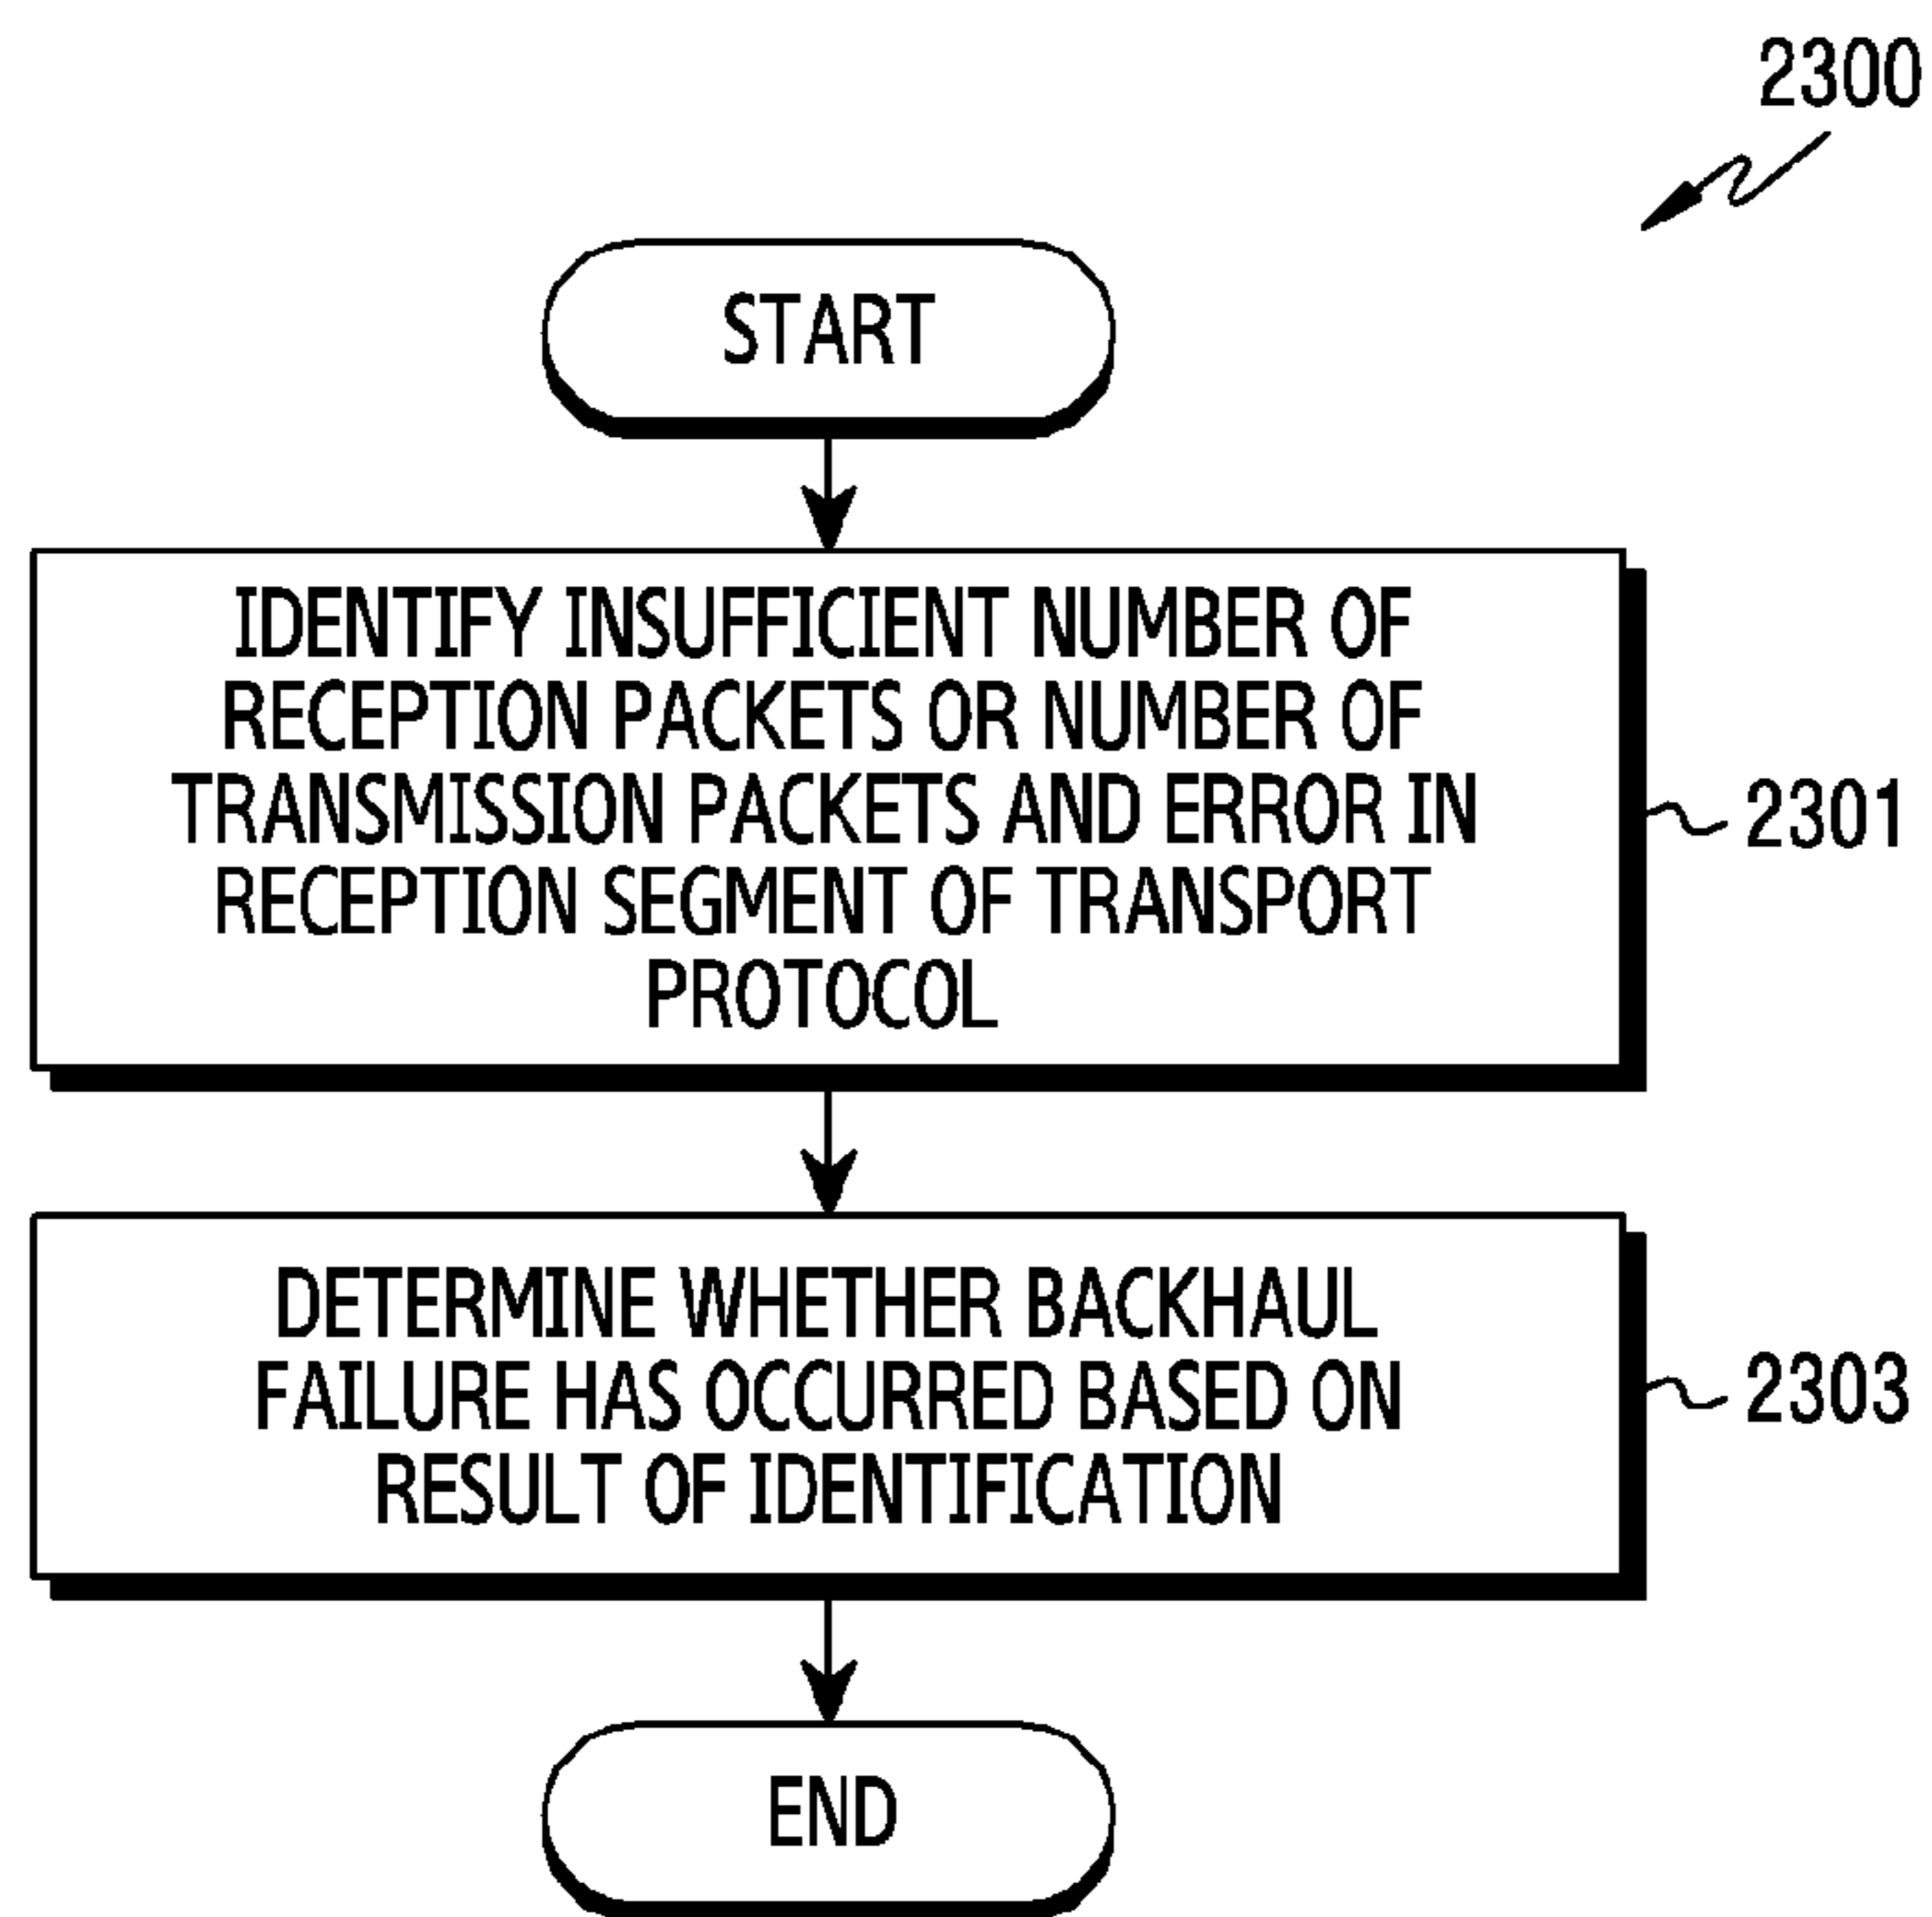 2300
START
IDENTIFY INSUFFICIENT NUMBER OF
RECEPTION PACKETS OR NUMBER OF
TRANSMISSION PACKETS AND ERROR IN
RECEPTION SEGMENT OF TRANSPORT
PROTOCOL
2301
DETERMINE WHETHER BACKHAUL
FAILURE HAS OCCURRED BASED ON
RESULT OF IDENTIFICATION
2303
END